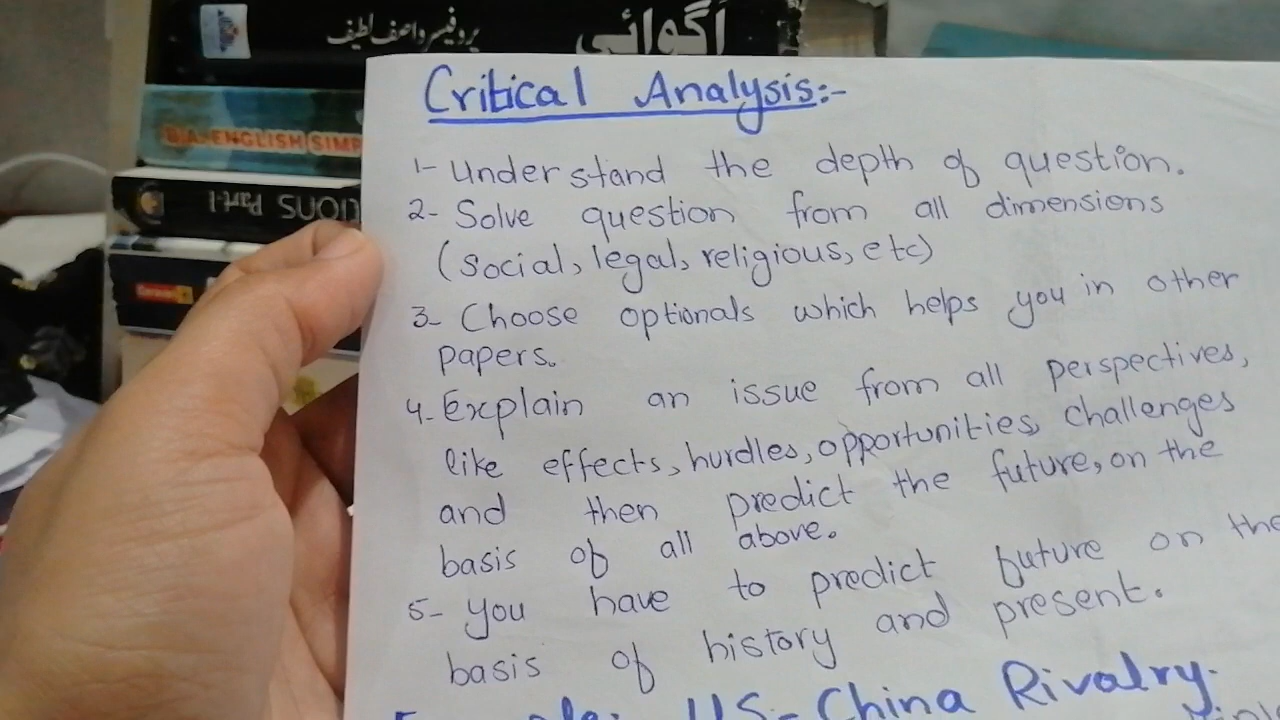 اگوائی
پروفیسر واصف لطیف
B.A. ENGLISH SIMP
TIONS Part-I
Critical Analysis:-
1- Understand the depth of question.
2- Solve question from all dimensions
(social, legal, religious, etc)
3- Choose optionals which helps you in other
papers.
4- Explain an issue from all perspectives,
like effects, hurdles, opportunities, challenges
and then predict the future, on the
basis of all above.
5- You have to predict future on the
basis of history and present.
US-China Rivalry.